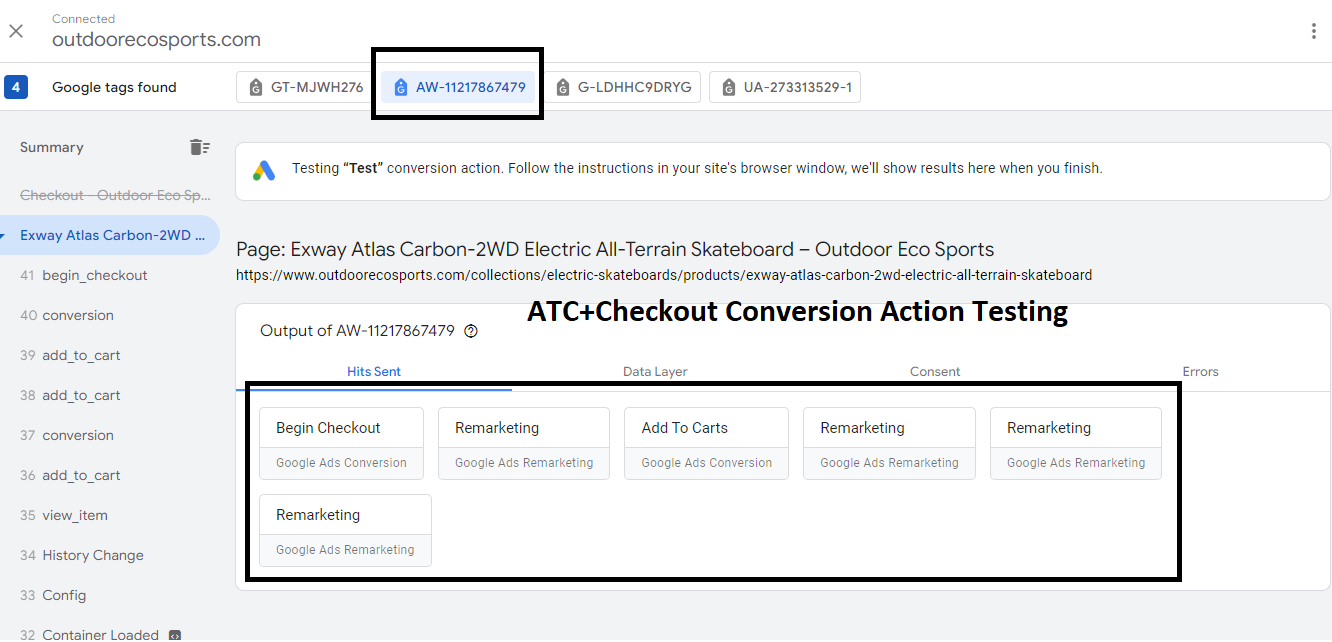 Connected
outdoorecosports.com
4
Google tags found
GT-MJWH276
AW-11217867479
G-LDHHC9DRYG
UA-273313529-1
Summary
Testing “Test” conversion action. Follow the instructions in your site's browser window, we'll show results here when you finish.
Checkout - Outdoor Eco Sp...
Exway Atlas Carbon-2WD ...
41 begin_checkout
40 conversion
39 add_to_cart
38 add_to_cart
37 conversion
36 add_to_cart
35 view_item
34 History Change
33 Config
32 Container Loaded
Page: Exway Atlas Carbon-2WD Electric All-Terrain Skateboard – Outdoor Eco Sports
https://www.outdoorecosports.com/collections/electric-skateboards/products/exway-atlas-carbon-2wd-electric-all-terrain-skateboard
ATC+Checkout Conversion Action Testing
Output of AW-11217867479
Hits Sent
Data Layer
Consent
Errors
Begin Checkout
Google Ads Conversion
Remarketing
Google Ads Remarketing
Add To Carts
Google Ads Conversion
Remarketing
Google Ads Remarketing
Remarketing
Google Ads Remarketing
Remarketing
Google Ads Remarketing